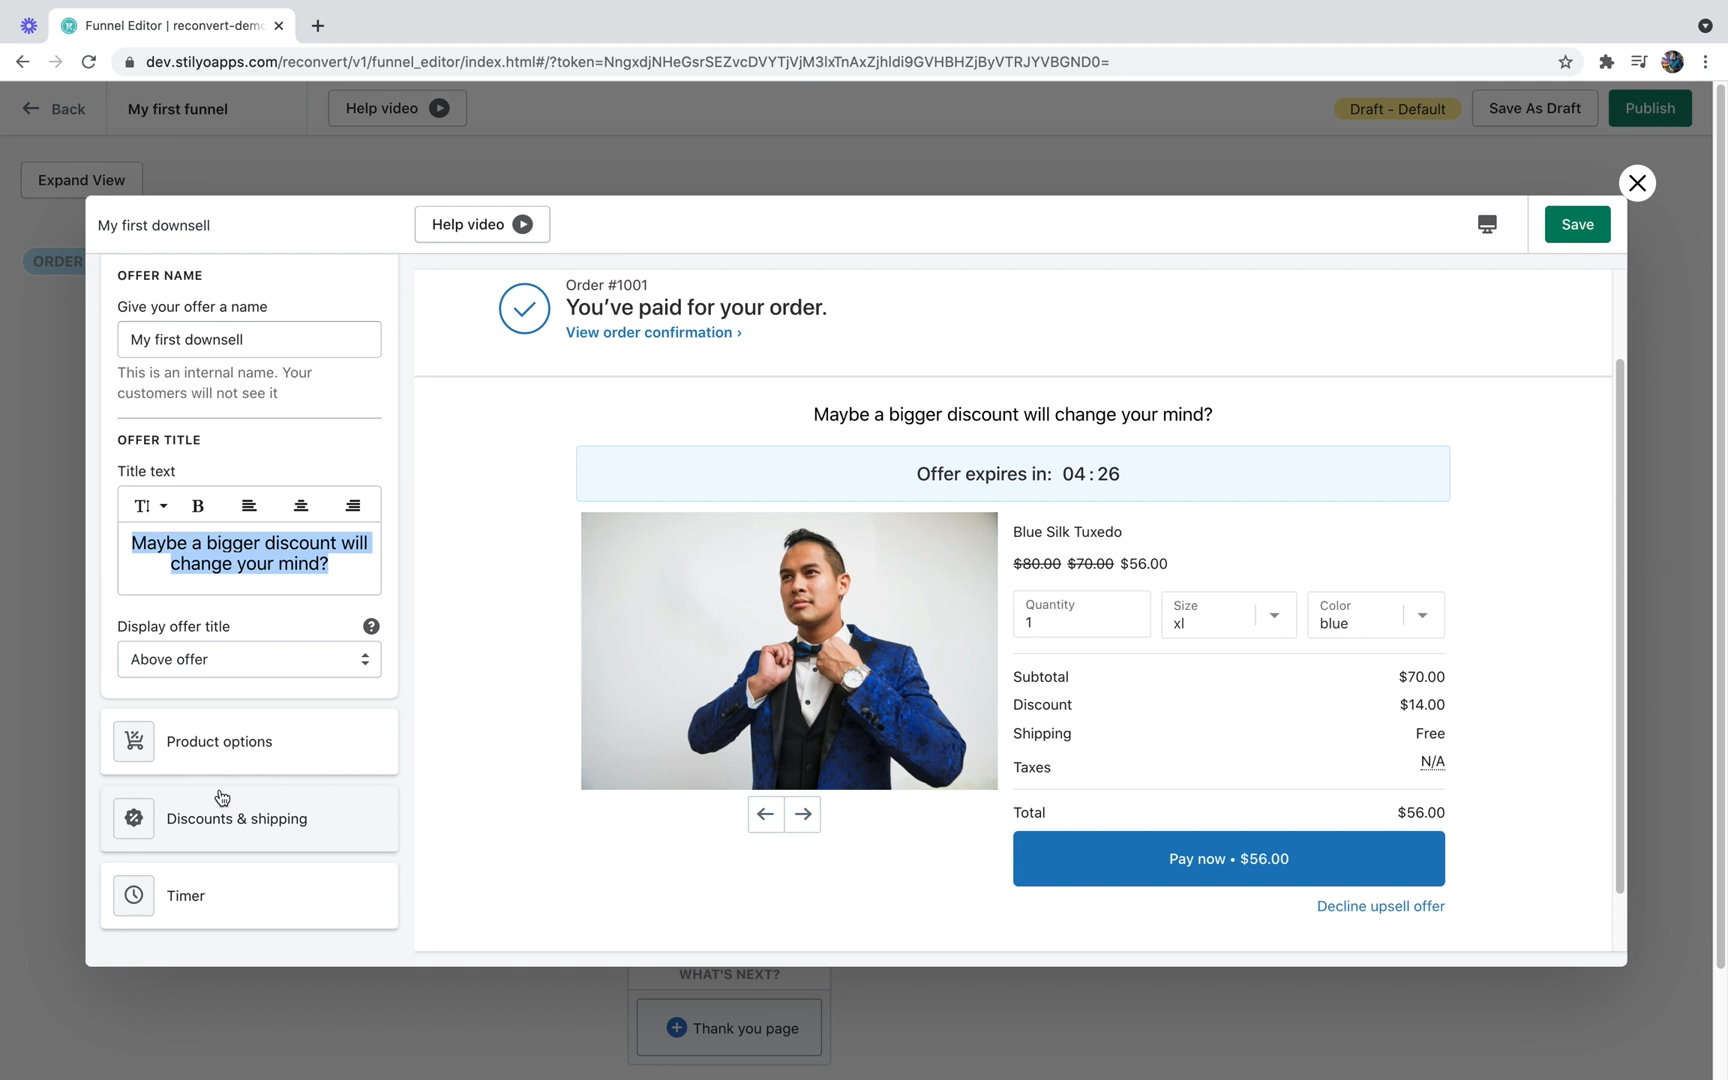 Funnel Editor | reconvert-demo
dev.stilyoapps.com/reconvert/v1/funnel_editor/index.html#/?token=NngxdjNHeGsrSEZvcDVYTjVjM3lxTnAxZjhldi9GVHBHZjByVTRJYVBGND0=
Back
My first funnel
Help video
Draft - Default
Save As Draft
Publish
Expand View
My first downsell
Help video
Save
ORDER
OFFER NAME
Give your offer a name
My first downsell
This is an internal name. Your
customers will not see it
OFFER TITLE
Title text
T B
Maybe a bigger discount will
change your mind?
Display offer title
Above offer
Product options
Discounts & shipping
Timer
Order #1001
You've paid for your order.
View order confirmation ›
Maybe a bigger discount will change your mind?
Offer expires in: 04 : 26
Blue Silk Tuxedo
$80.00 $70.00 $56.00
Quantity
1
Size
xl
Color
blue
Subtotal $70.00
Discount $14.00
Shipping Free
Taxes N/A
Total $56.00
Pay now • $56.00
Decline upsell offer
WHAT'S NEXT?
Thank you page